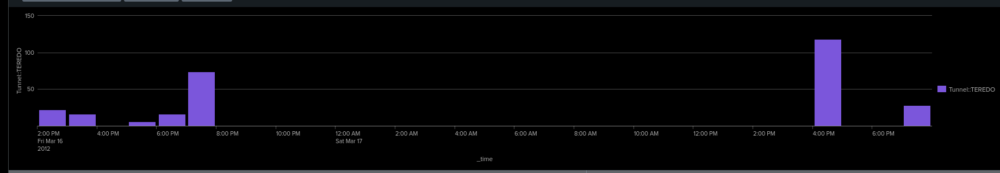 150
100
50
Tunnel::TEREDO
Tunnel::TEREDO
2:00 PM 4:00 PM 6:00 PM 8:00 PM 10:00 PM 12:00 AM 2:00 AM 4:00 AM 6:00 AM 8:00 AM 10:00 AM 12:00 PM 2:00 PM 4:00 PM 6:00 PM
Fri Mar 16 Sat Mar 17
2012
_time